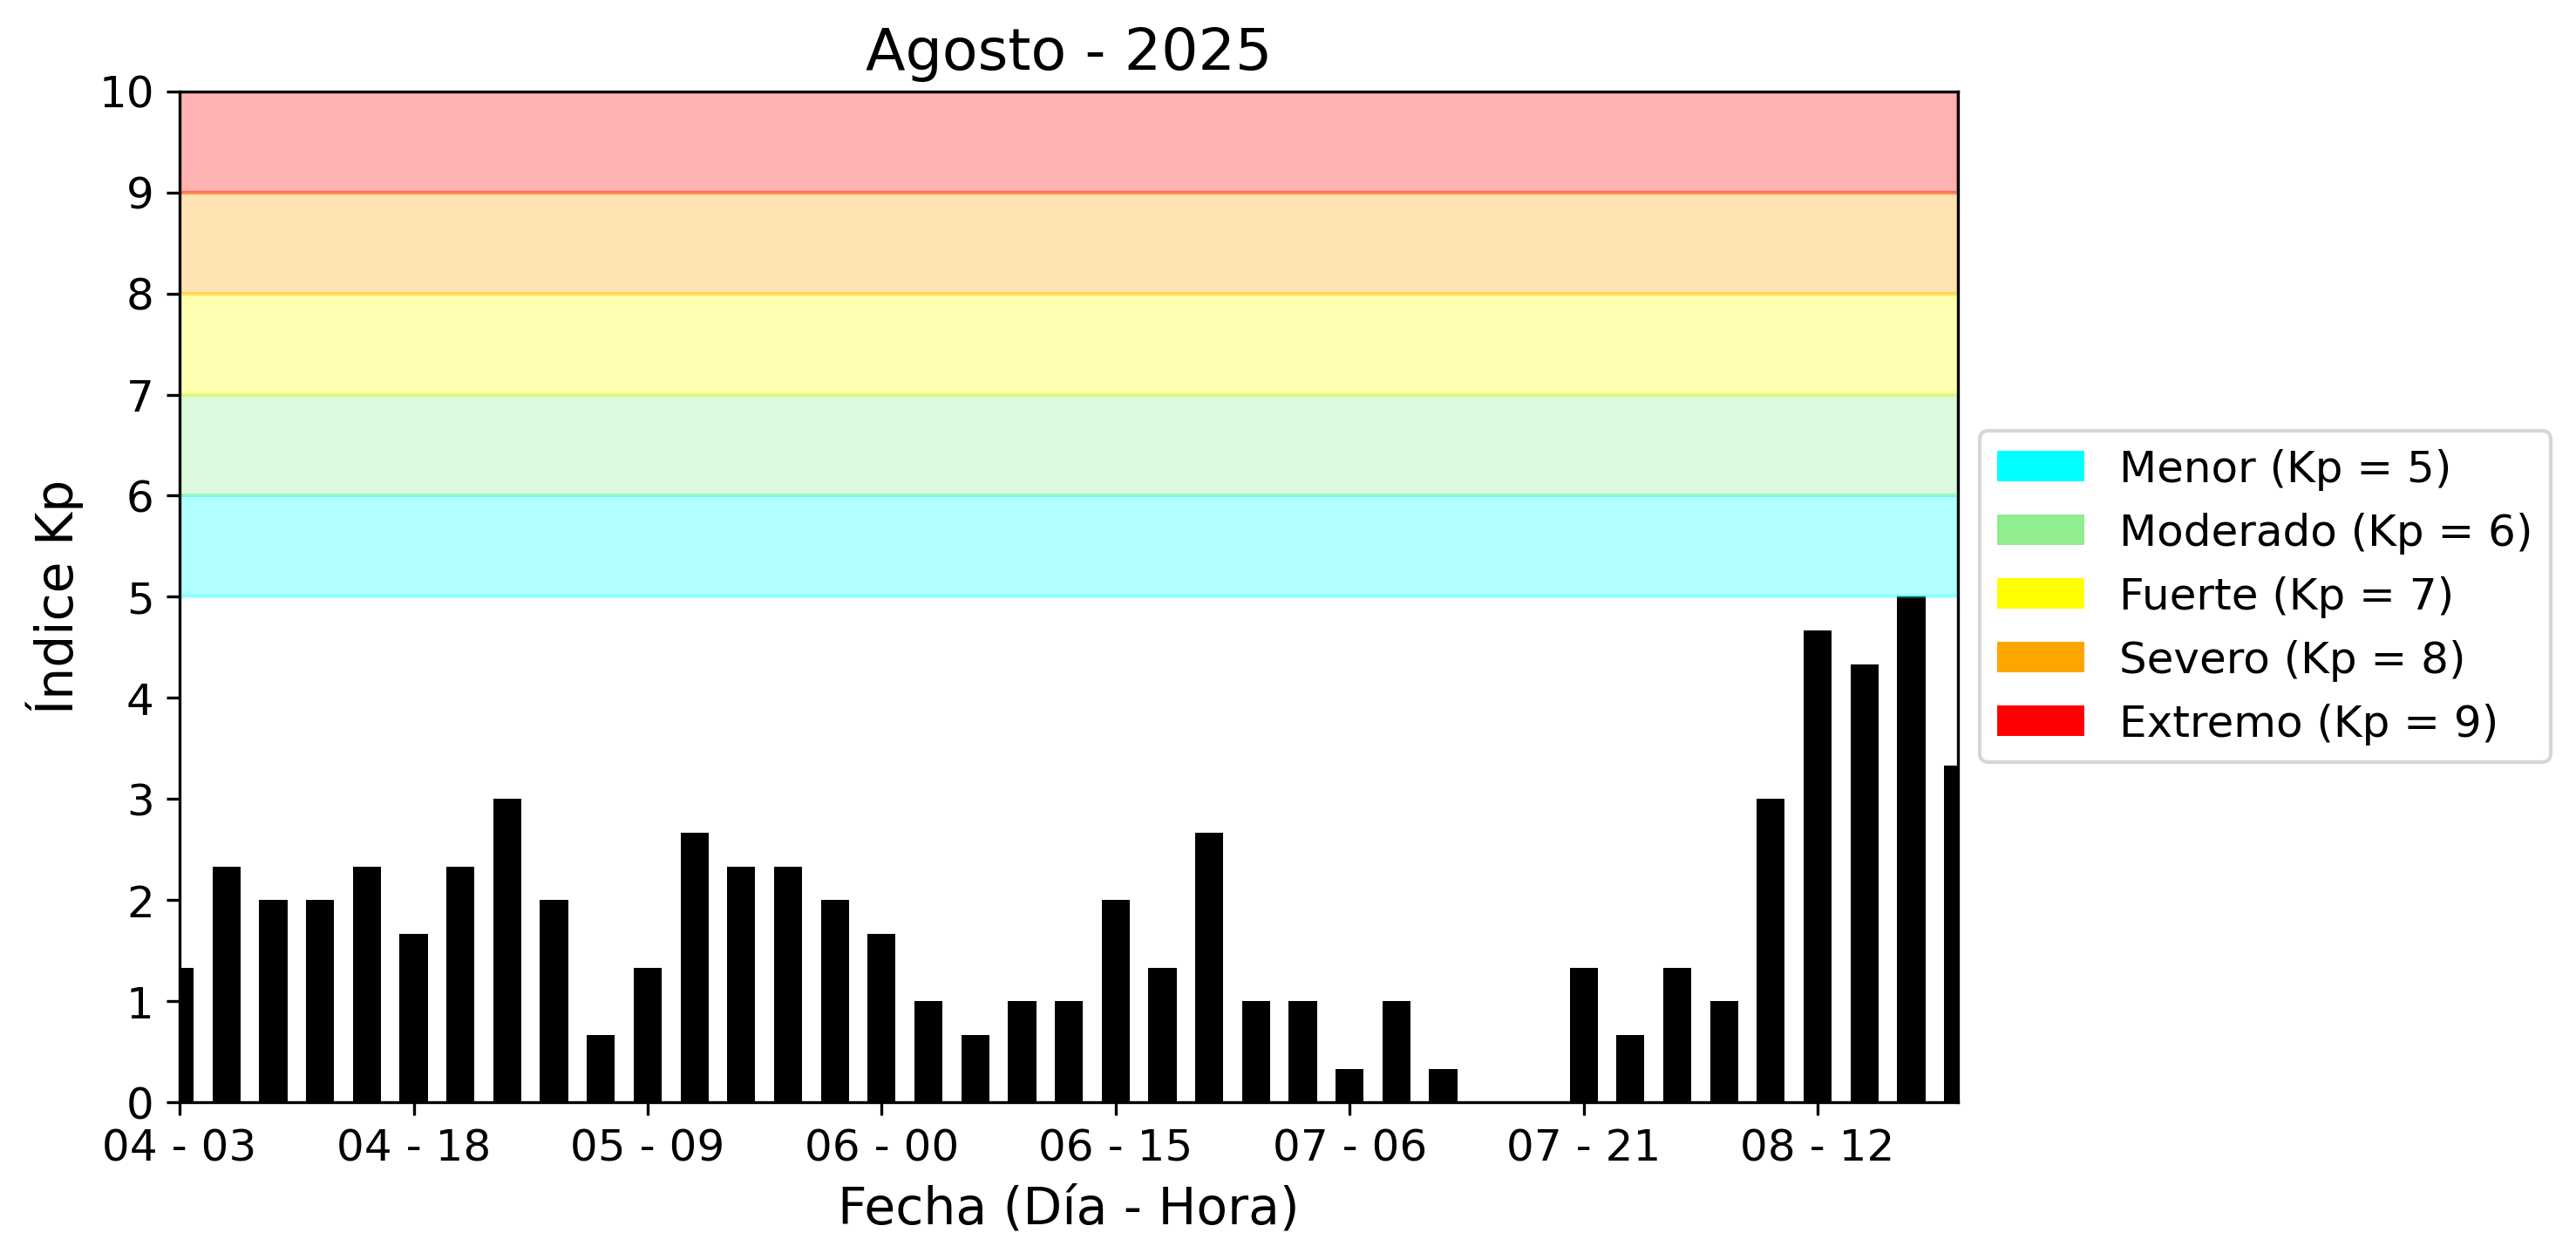 Agosto - 2025
Índice Kp
10
9
8
7
6
5
4
3
2
1
0
04 - 03
04 - 18
05 - 09
06 - 00
06 - 15
07 - 06
07 - 21
08 - 12
Fecha (Día - Hora)
Menor (Kp = 5)
Moderado (Kp = 6)
Fuerte (Kp = 7)
Severo (Kp = 8)
Extremo (Kp = 9)